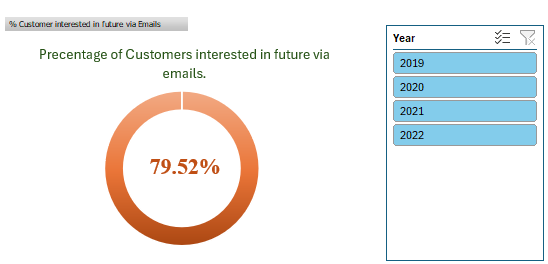 % Customer interested in future via Emails
Precentage of Customers interested in future via
emails.
79.52%
Year
2019
2020
2021
2022